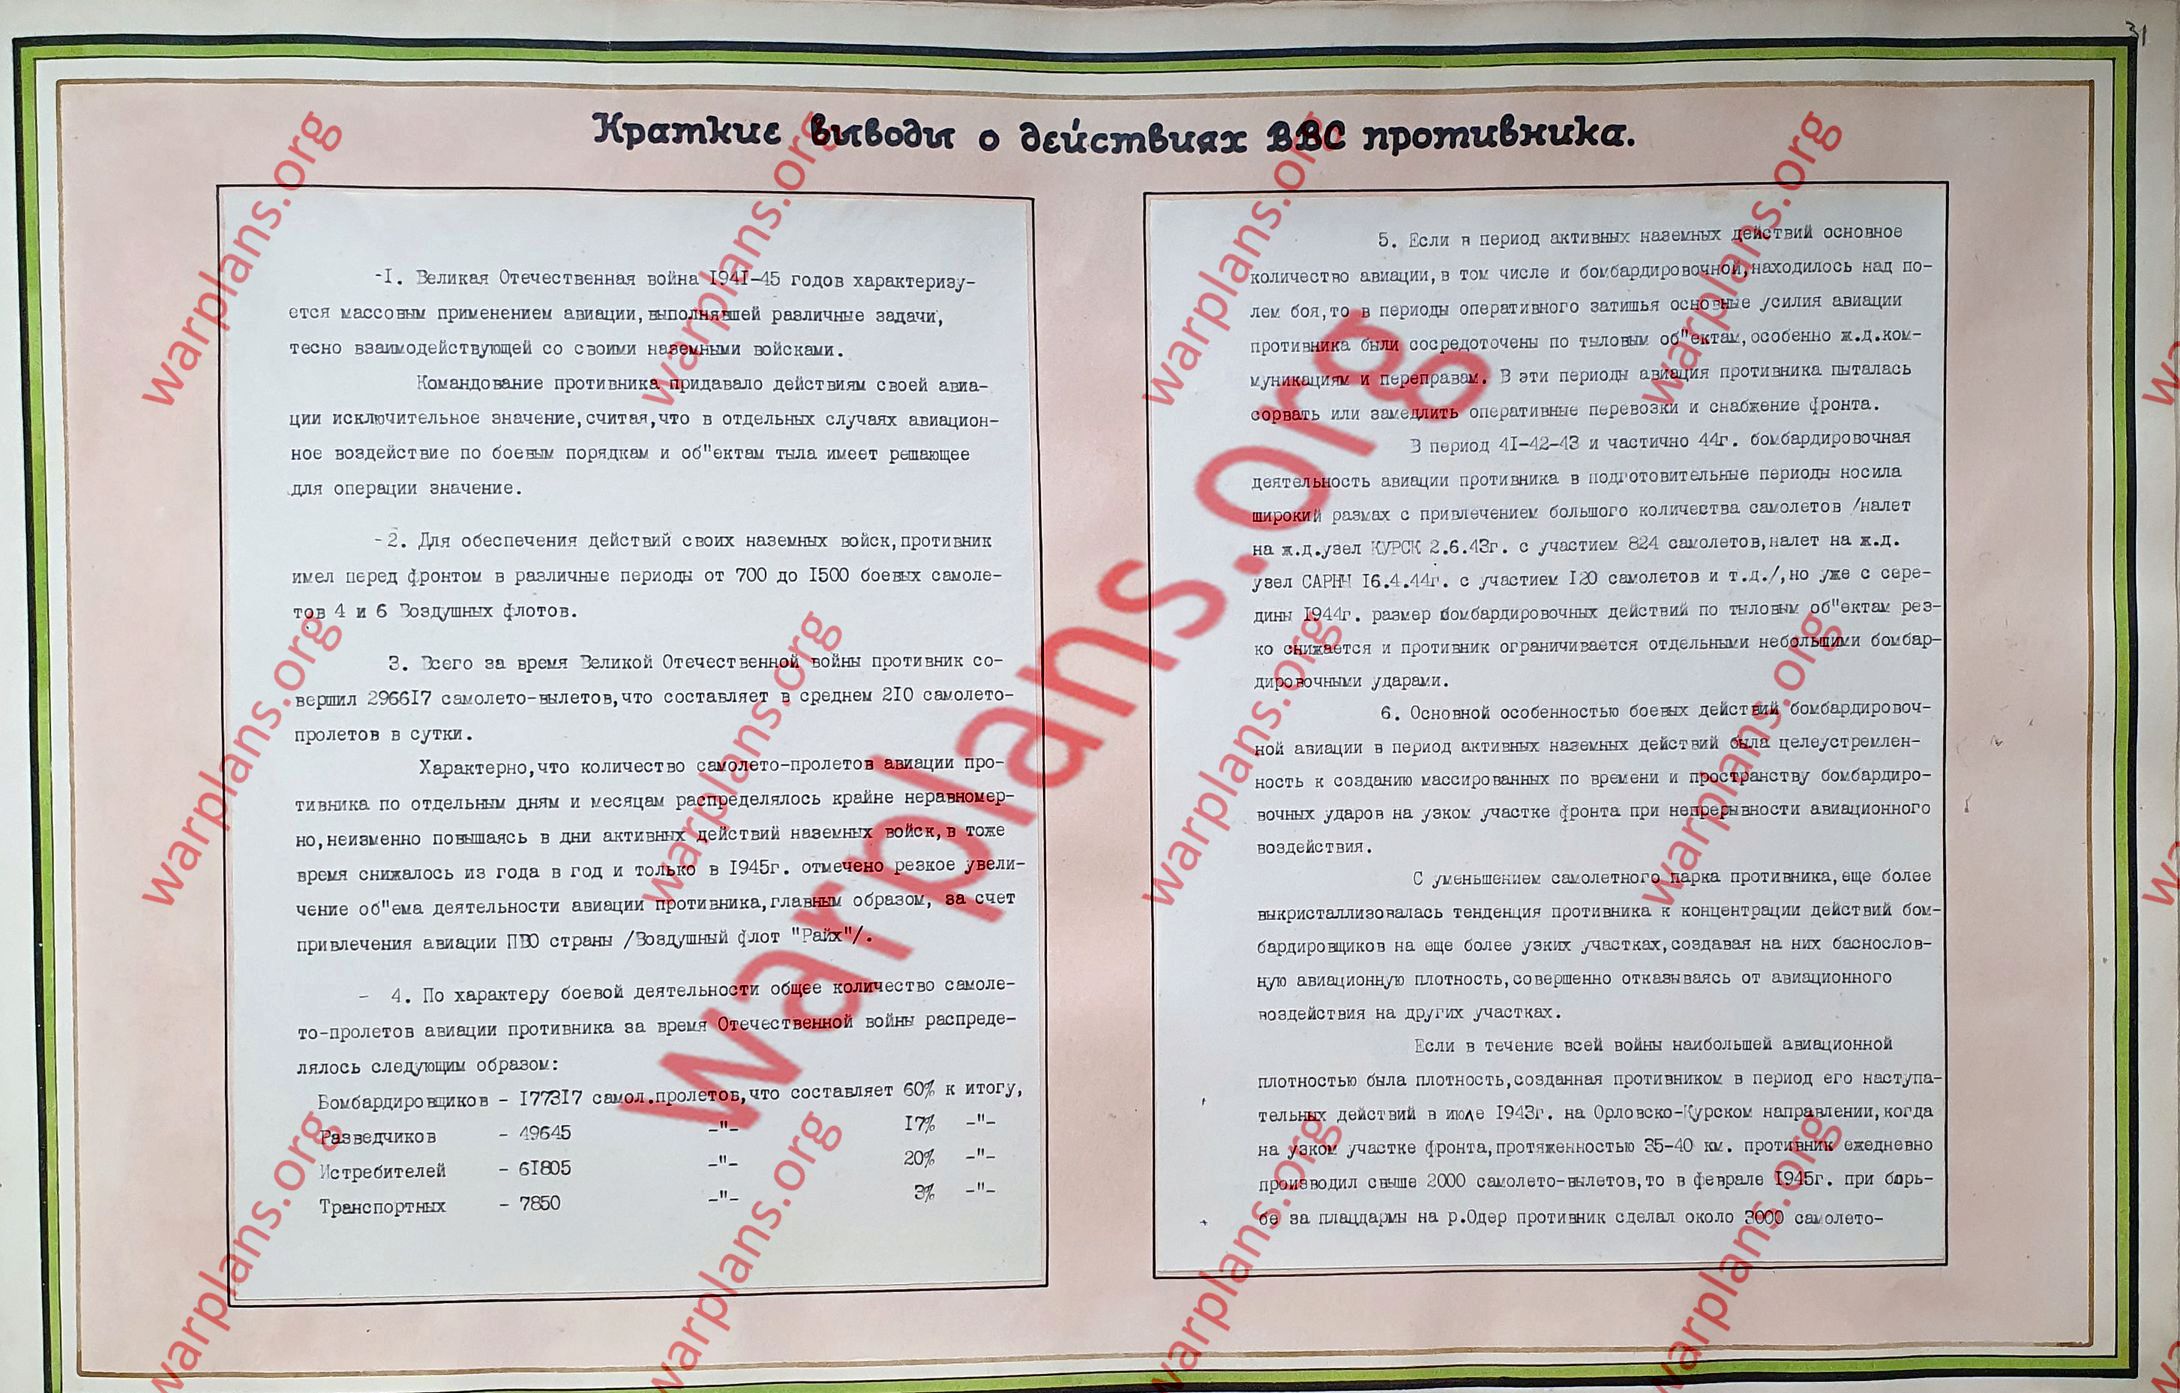 31
Краткие выводы о действиях ВВС противника.
-1. Великая Отечественная война 1941-45 годов характеризу-
ется массовым применением авиации, выполнявшей различные задачи,
тесно взаимодействующей со своими наземными войсками.
Командование противника придавало действиям своей авиа-
ции исключительное значение, считая, что в отдельных случаях авиацион-
ное воздействие по боевым порядкам и об"ектам тыла имеет решающее
для операции значение.
-2. Для обеспечения действий своих наземных войск, противник
имел перед фронтом в различные периоды от 700 до 1500 боевых самоле-
тов 4 и 6 Воздушных флотов.
3. Всего за время Великой Отечественной войны противник со-
вершил 296617 самолето-вылетов, что составляет в среднем 210 самолето-
пролетов в сутки.
Характерно, что количество самолето-пролетов авиации про-
тивника по отдельным дням и месяцам распределялось крайне неравномер-
но, неизменно повышаясь в дни активных действий наземных войск, в тоже
время снижалось из года в год и только в 1945г. отмечено резкое увели-
чение об"ема деятельности авиации противника, главным образом, за счет
привлечения авиации ПВО страны /Воздушный флот "Райх"/.
- 4. По характеру боевой деятельности общее количество самоле-
то-пролетов авиации противника за время Отечественной войны распреде-
лялось следующим образом:
Бомбардировщиков - 177317 самол.пролетов, что составляет 60% к итогу,
Разведчиков - 49645 -"- 17% -"-
Истребителей - 61805 -"- 20% -"-
Транспортных - 7850 -"- 3% -"-
5. Если в период активных наземных действий основное
количество авиации, в том числе и бомбардировочной, находилось над по-
лем боя, то в периоды оперативного затишья основные усилия авиации
противника были сосредоточены по тыловым об"ектам, особенно ж.д.ком-
муникациям и переправам. В эти периоды авиация противника пыталась
сорвать или замедлить оперативные перевозки и снабжение фронта.
В период 41-42-43 и частично 44г. бомбардировочная
деятельность авиации противника в подготовительные периоды носила
широкий размах с привлечением большого количества самолетов /налет
на ж.д.узел КУРСК 2.6.43г. с участием 824 самолетов, налет на ж.д.
узел САРНЫ 16.4.44г. с участием 120 самолетов и т.д./, но уже с сере-
дины 1944г. размер бомбардировочных действий по тыловым об"ектам рез-
ко снижается и противник ограничивается отдельными небольшими бомбар-
дировочными ударами.
6. Основной особенностью боевых действий бомбардировоч-
ной авиации в период активных наземных действий была целеустремлен-
ность к созданию массированных по времени и пространству бомбардиро-
вочных ударов на узком участке фронта при непрерывности авиационного
воздействия.
С уменьшением самолетного парка противника, еще более
выкристаллизовалась тенденция противника к концентрации действий бом-
бардировщиков на еще более узких участках, создавая на них баснослов-
ную авиационную плотность, совершенно отказываясь от авиационного
воздействия на других участках.
Если в течение всей войны наибольшей авиационной
плотностью была плотность, созданная противником в период его наступа-
тельных действий в июле 1943г. на Орловско-Курском направлении, когда
на узком участке фронта, протяженностью 35-40 км. противник ежедневно
производил свыше 2000 самолето-вылетов, то в феврале 1945г. при борь-
бе за плацдармы на р.Одер противник сделал около 3000 самолето-
warplans.org